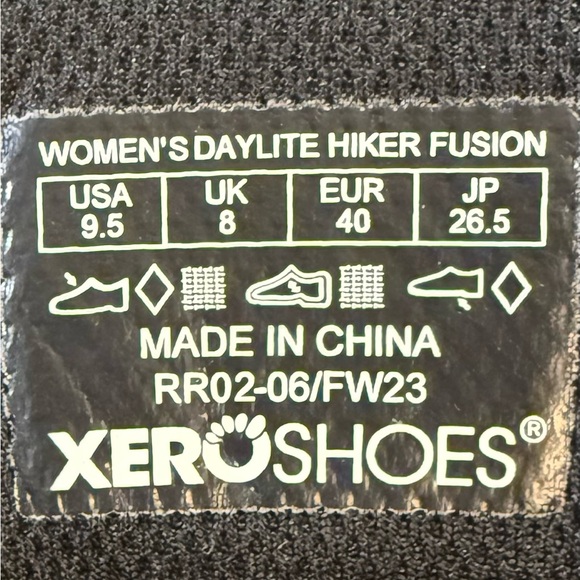 WOMEN'S DAYLITE HIKER FUSION
USA UK EUR JP
9.5 8 40 26.5
MADE IN CHINA
RR02-06/FW23
XEROSHOES®